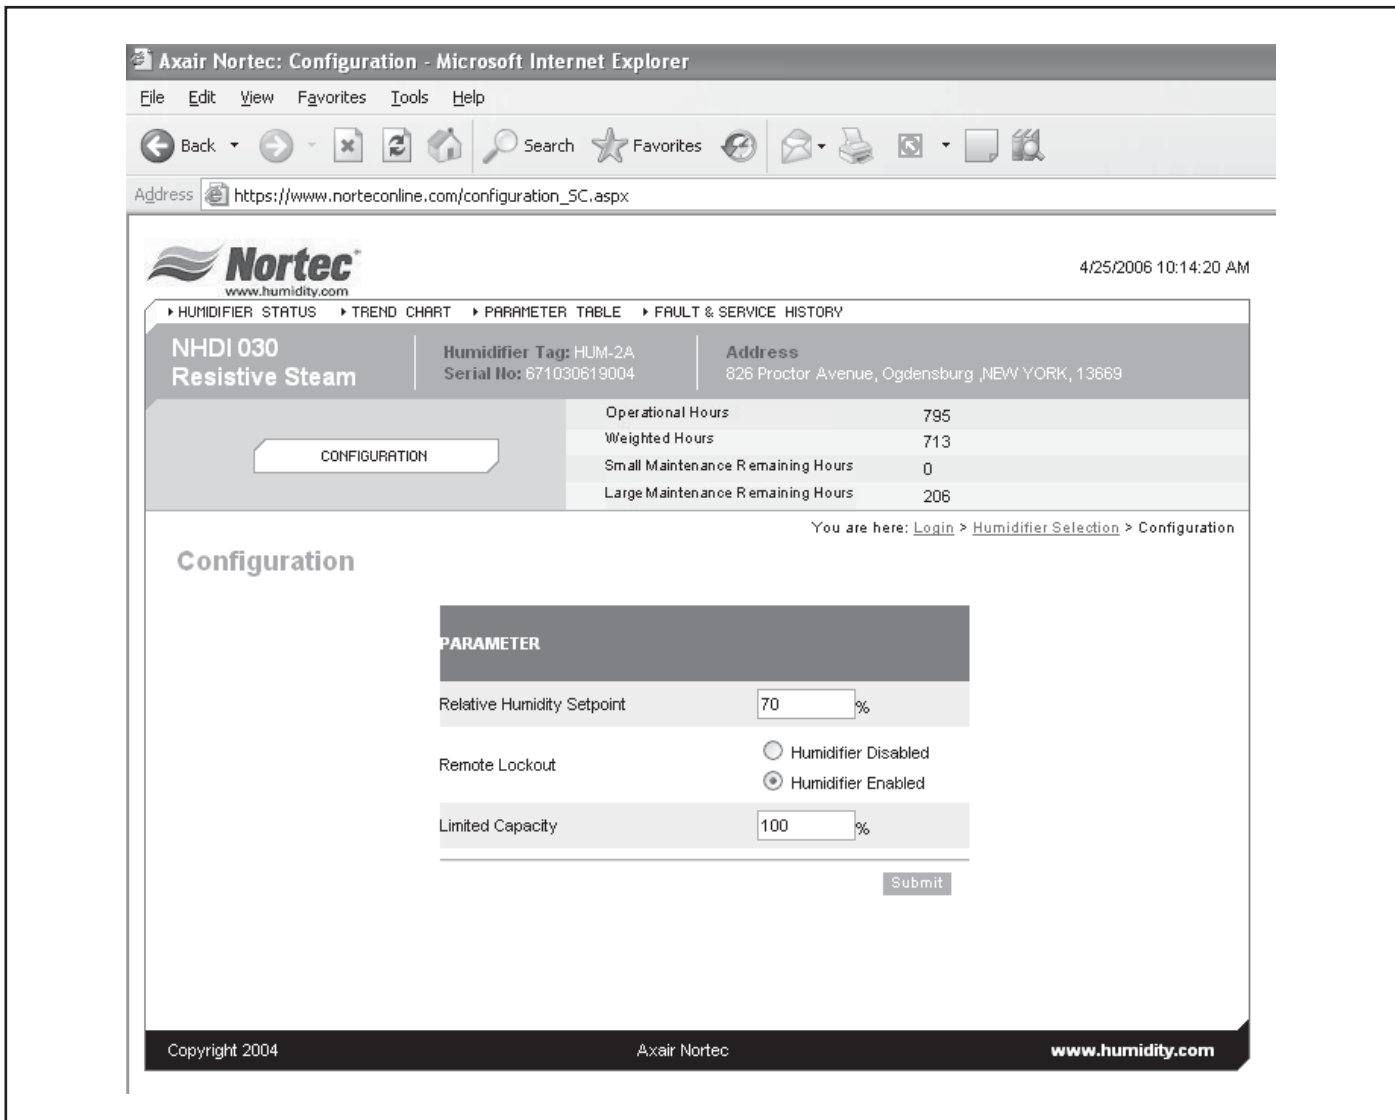 Axair Nortec: Configuration - Microsoft Internet Explorer
File Edit View Favorites Tools Help
Back Search Favorites
Address https://www.norteconline.com/configuration_SC.aspx
Nortec
www.humidity.com
4/25/2006 10:14:20 AM
HUMIDIFIER STATUS TREND CHART PARAMETER TABLE FAULT & SERVICE HISTORY
NHDI 030
Resistive Steam
Humidifier Tag: HUM-2A
Serial No: 671030619004
Address
826 Proctor Avenue, Ogdensburg ,NEW YORK, 13669
CONFIGURATION
Operational Hours 795
Weighted Hours 713
Small Maintenance Remaining Hours 0
Large Maintenance Remaining Hours 206
You are here: Login > Humidifier Selection > Configuration
Configuration
PARAMETER
Relative Humidity Setpoint 70 %
Remote Lockout
Humidifier Disabled
Humidifier Enabled
Limited Capacity 100 %
Submit
Copyright 2004 Axair Nortec www.humidity.com